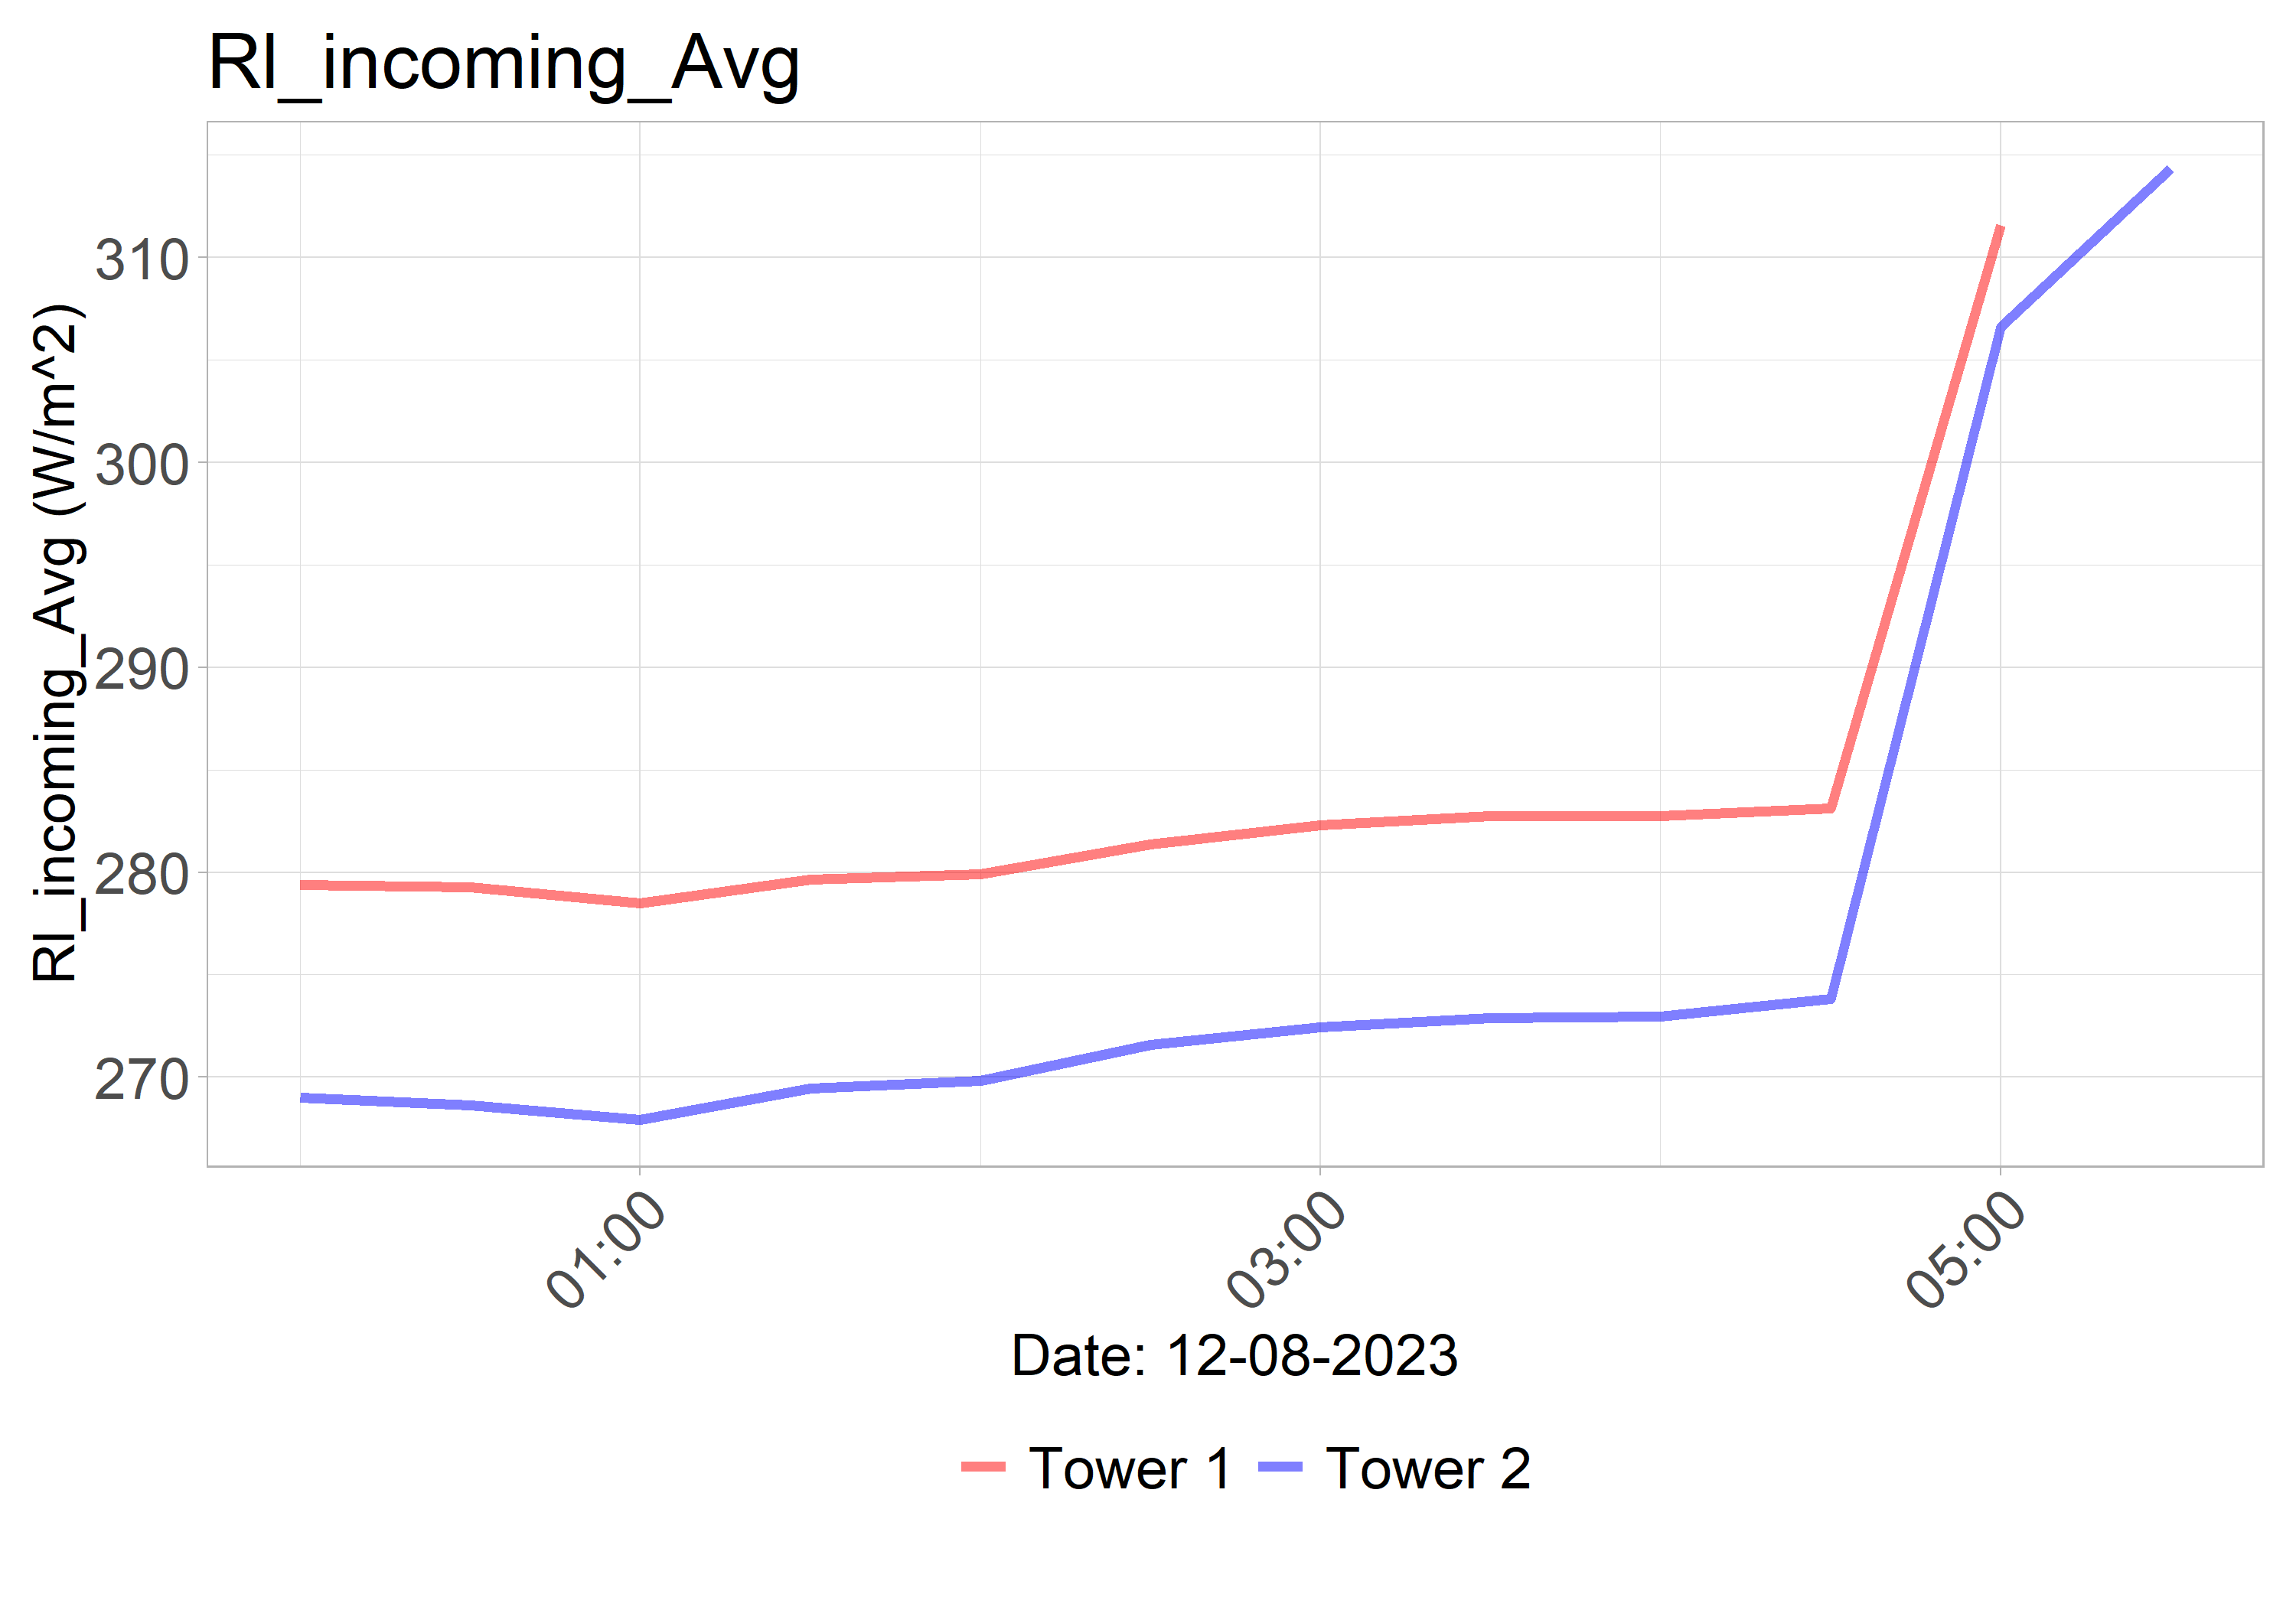 Rl_incoming_Avg
Rl_incoming_Avg (W/m^2)
310
300
290
280
270
01:00
03:00
05:00
Date: 12-08-2023
Tower 1
Tower 2